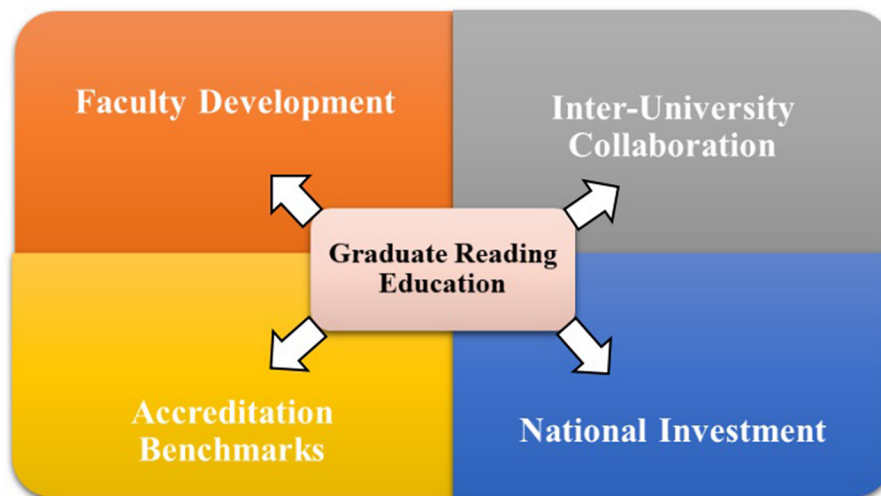 Faculty Development
Inter-University
Collaboration
Graduate Reading
Education
Accreditation
Benchmarks
National Investment